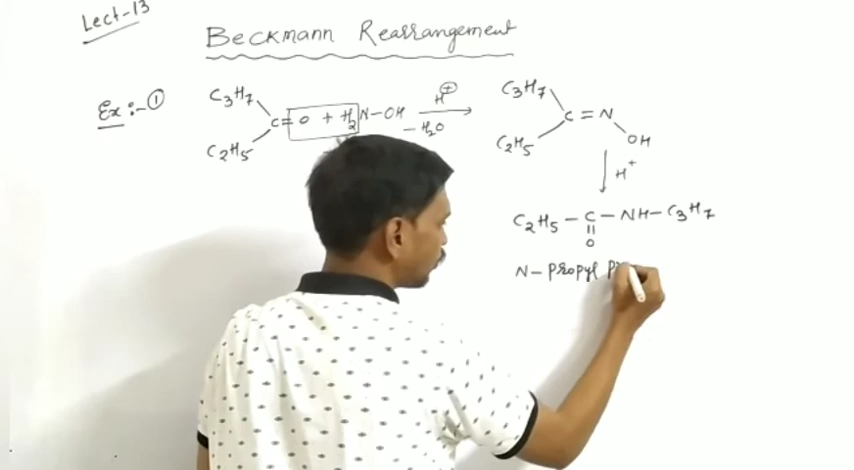 Lect-13
Beckmann Rearrangement
Ex :- ①
C₃H₇
C₂H₅
C = O + H₂N-OH
H⊕
-H₂O
C₃H₇
C₂H₅
C = N
OH
H⁺
C₂H₅ - C - NH - C₃H₇
O
N- Propyl